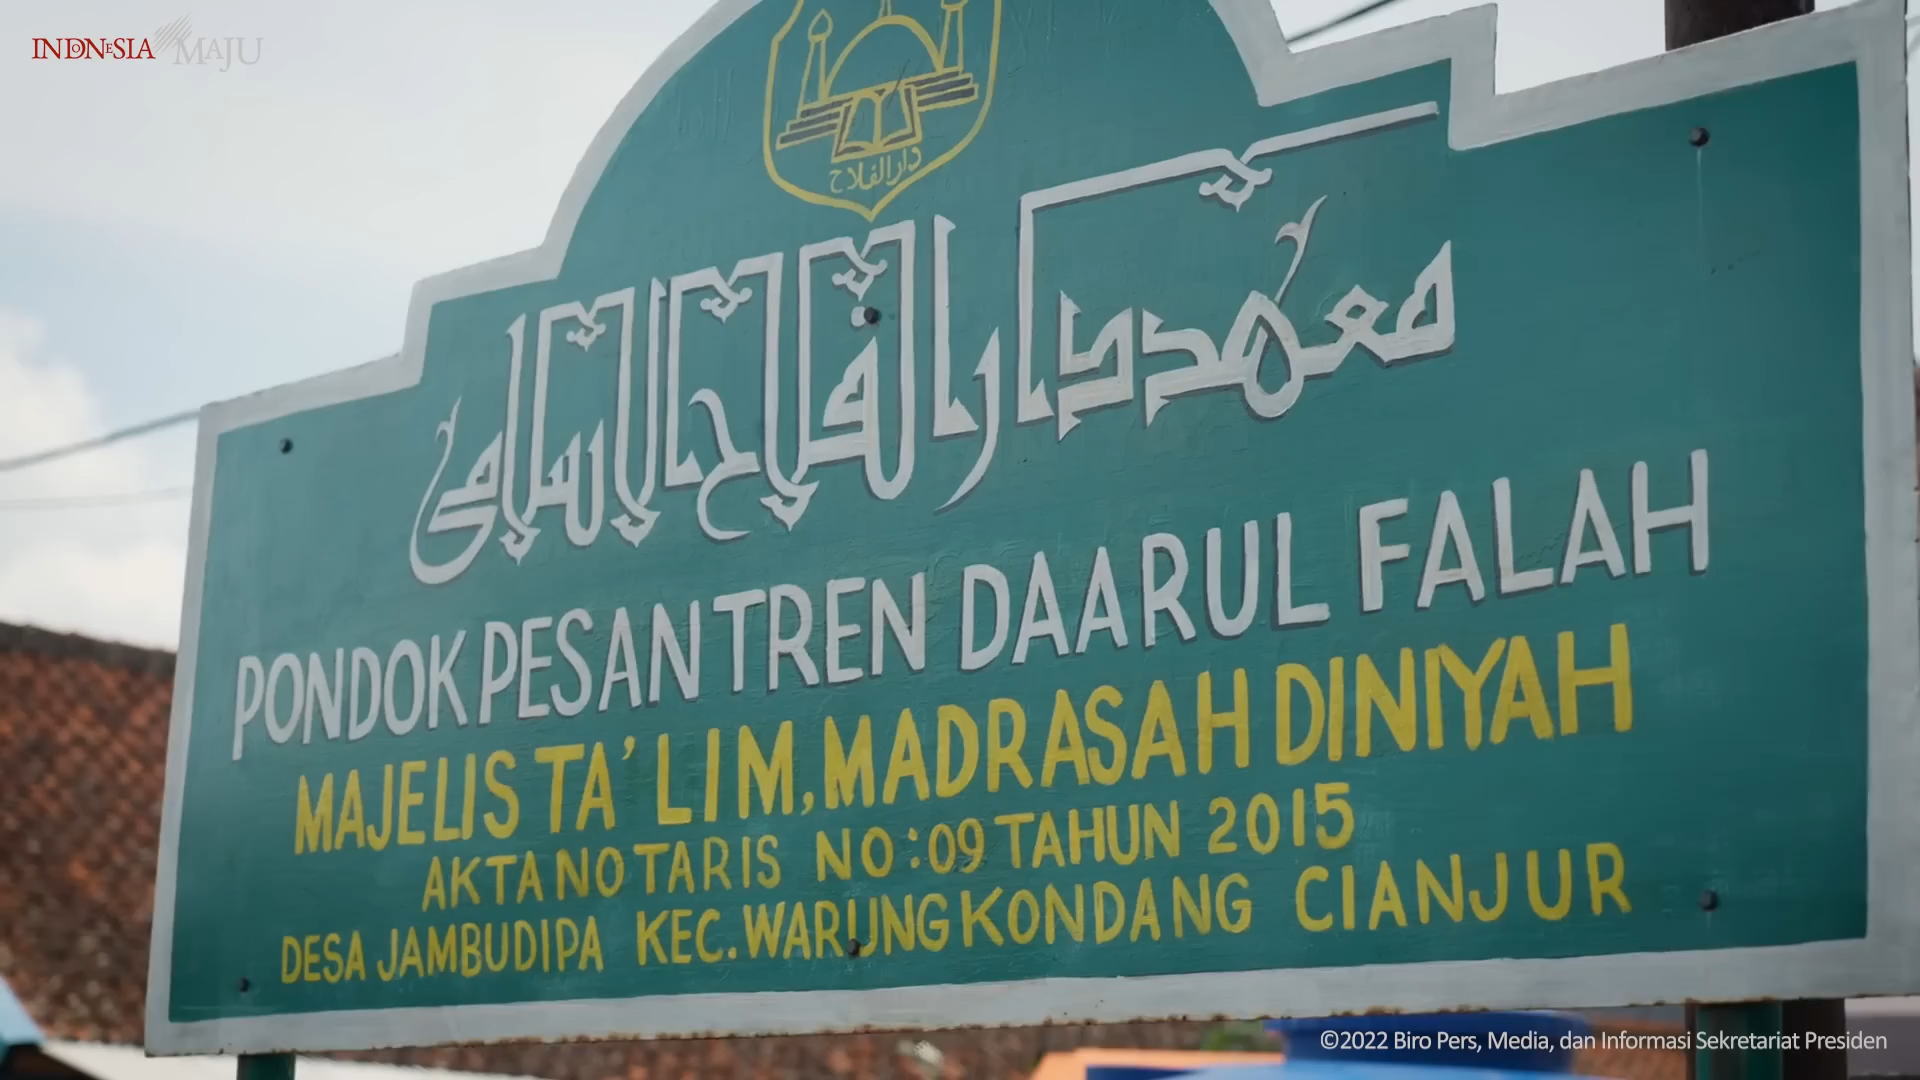 INDONESIA MAJU
دار الفلاح
معهد دار الفلاح الاسلامي
PONDOK PESANTREN DAARUL FALAH
MAJELIS TA'LIM, MADRASAH DINIYAH
AKTA NOTARIS NO: 09 TAHUN 2015
DESA JAMBUDIPA KEC. WARUNGKONDANG CIANJUR
©2022 Biro Pers, Media, dan Informasi Sekretariat Presiden